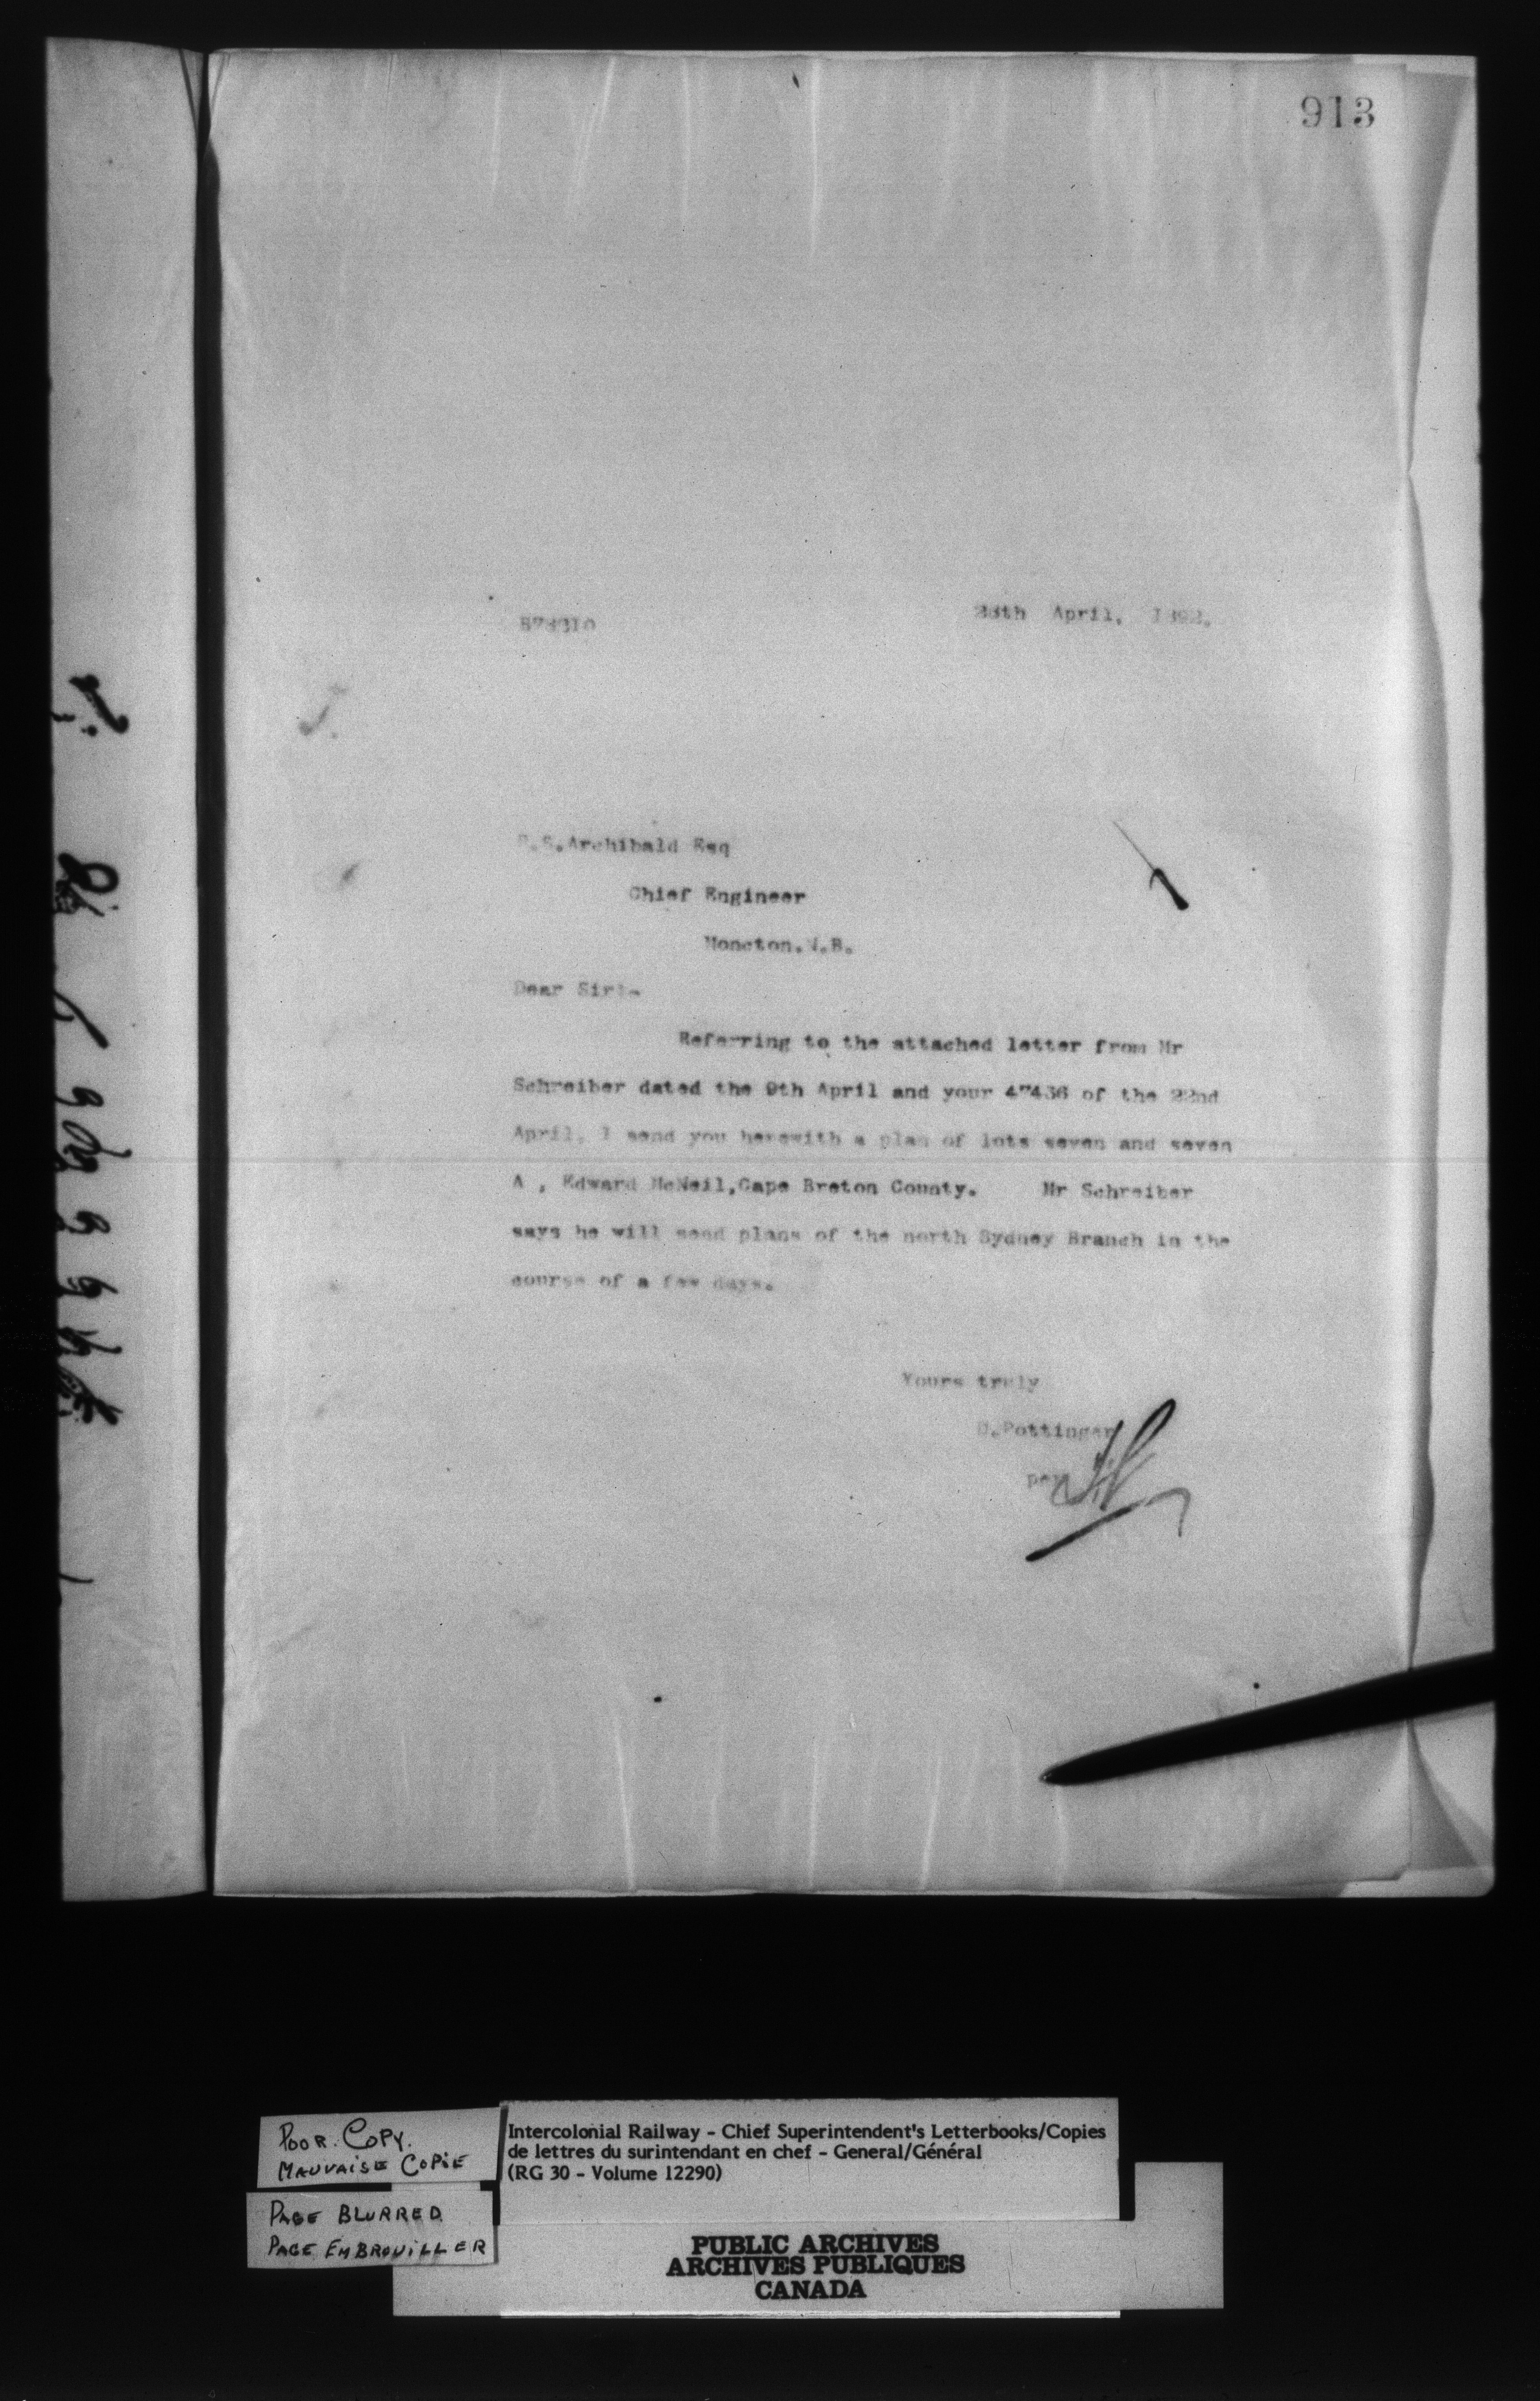 913
28th April, 1892.
878310
P.S.Archibald Esq
Chief Engineer
Moncton.N.B.
Dear Sir:-
Referring to the attached letter from Mr
Schreiber dated the 9th April and your 47436 of the 22nd
April, I send you herewith a plan of lots seven and seven
A , Edward McNeil,Cape Breton County. Mr Schreiber
says he will send plans of the north Sydney Branch in the
course of a few days.
Yours truly
D.Pottinger
per
POOR. COPY.
MAUVAISE COPIE
PAGE BLURRED.
PAGE EMBROUILLER
Intercolonial Railway - Chief Superintendent's Letterbooks/Copies
de lettres du surintendant en chef - General/Général
(RG 30 - Volume 12290)
PUBLIC ARCHIVES
ARCHIVES PUBLIQUES
CANADA